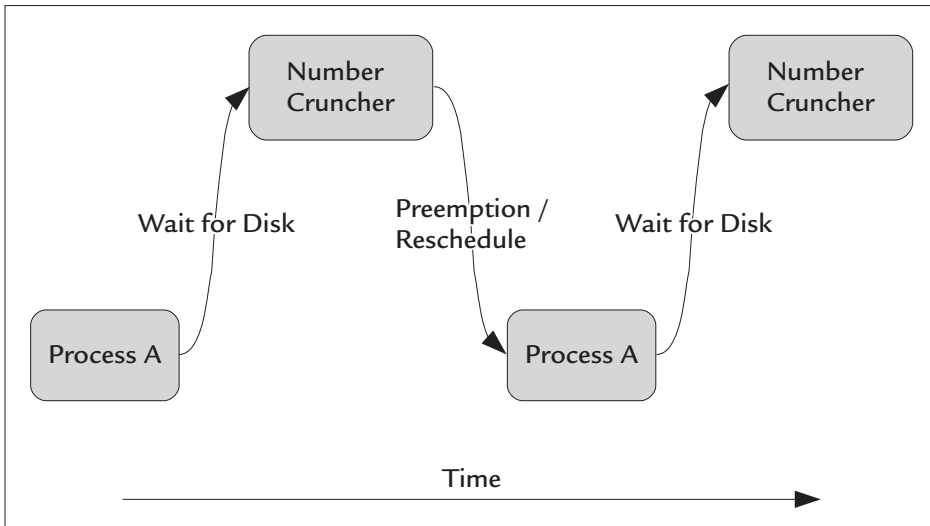 Number
Cruncher
Number
Cruncher
Wait for Disk
Preemption /
Reschedule
Wait for Disk
Process A
Process A
Time